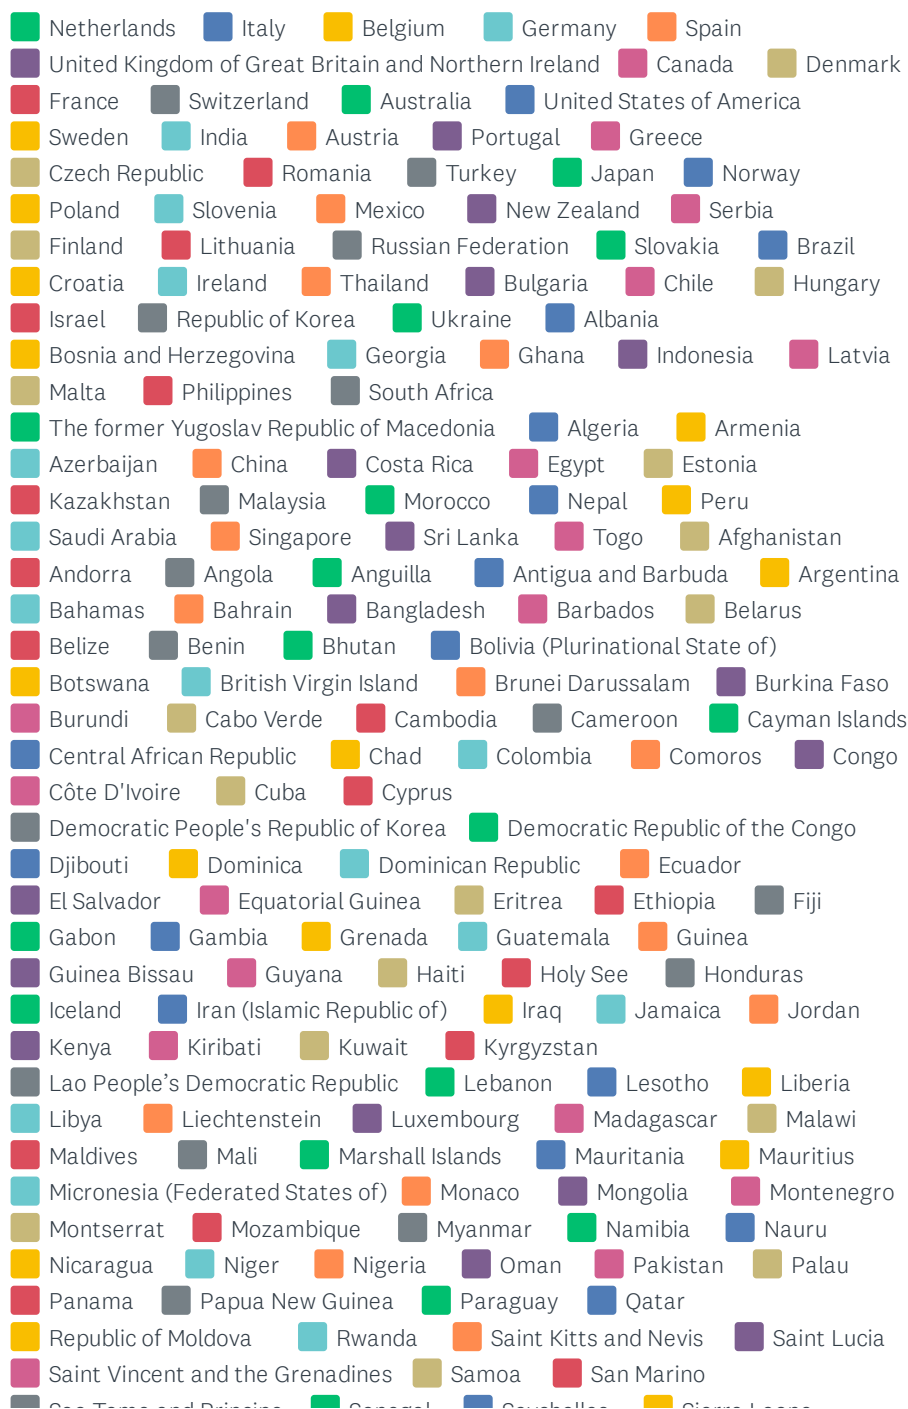 Netherlands Italy Belgium Germany Spain
United Kingdom of Great Britain and Northern Ireland Canada Denmark
France Switzerland Australia United States of America
Sweden India Austria Portugal Greece
Czech Republic Romania Turkey Japan Norway
Poland Slovenia Mexico New Zealand Serbia
Finland Lithuania Russian Federation Slovakia Brazil
Croatia Ireland Thailand Bulgaria Chile Hungary
Israel Republic of Korea Ukraine Albania
Bosnia and Herzegovina Georgia Ghana Indonesia Latvia
Malta Philippines South Africa
The former Yugoslav Republic of Macedonia Algeria Armenia
Azerbaijan China Costa Rica Egypt Estonia
Kazakhstan Malaysia Morocco Nepal Peru
Saudi Arabia Singapore Sri Lanka Togo Afghanistan
Andorra Angola Anguilla Antigua and Barbuda Argentina
Bahamas Bahrain Bangladesh Barbados Belarus
Belize Benin Bhutan Bolivia (Plurinational State of)
Botswana British Virgin Island Brunei Darussalam Burkina Faso
Burundi Cabo Verde Cambodia Cameroon Cayman Islands
Central African Republic Chad Colombia Comoros Congo
Côte D'Ivoire Cuba Cyprus
Democratic People's Republic of Korea Democratic Republic of the Congo
Djibouti Dominica Dominican Republic Ecuador
El Salvador Equatorial Guinea Eritrea Ethiopia Fiji
Gabon Gambia Grenada Guatemala Guinea
Guinea Bissau Guyana Haiti Holy See Honduras
Iceland Iran (Islamic Republic of) Iraq Jamaica Jordan
Kenya Kiribati Kuwait Kyrgyzstan
Lao People’s Democratic Republic Lebanon Lesotho Liberia
Libya Liechtenstein Luxembourg Madagascar Malawi
Maldives Mali Marshall Islands Mauritania Mauritius
Micronesia (Federated States of) Monaco Mongolia Montenegro
Montserrat Mozambique Myanmar Namibia Nauru
Nicaragua Niger Nigeria Oman Pakistan Palau
Panama Papua New Guinea Paraguay Qatar
Republic of Moldova Rwanda Saint Kitts and Nevis Saint Lucia
Saint Vincent and the Grenadines Samoa San Marino
Sao Tome and Principe Senegal Seychelles Sierra Leone